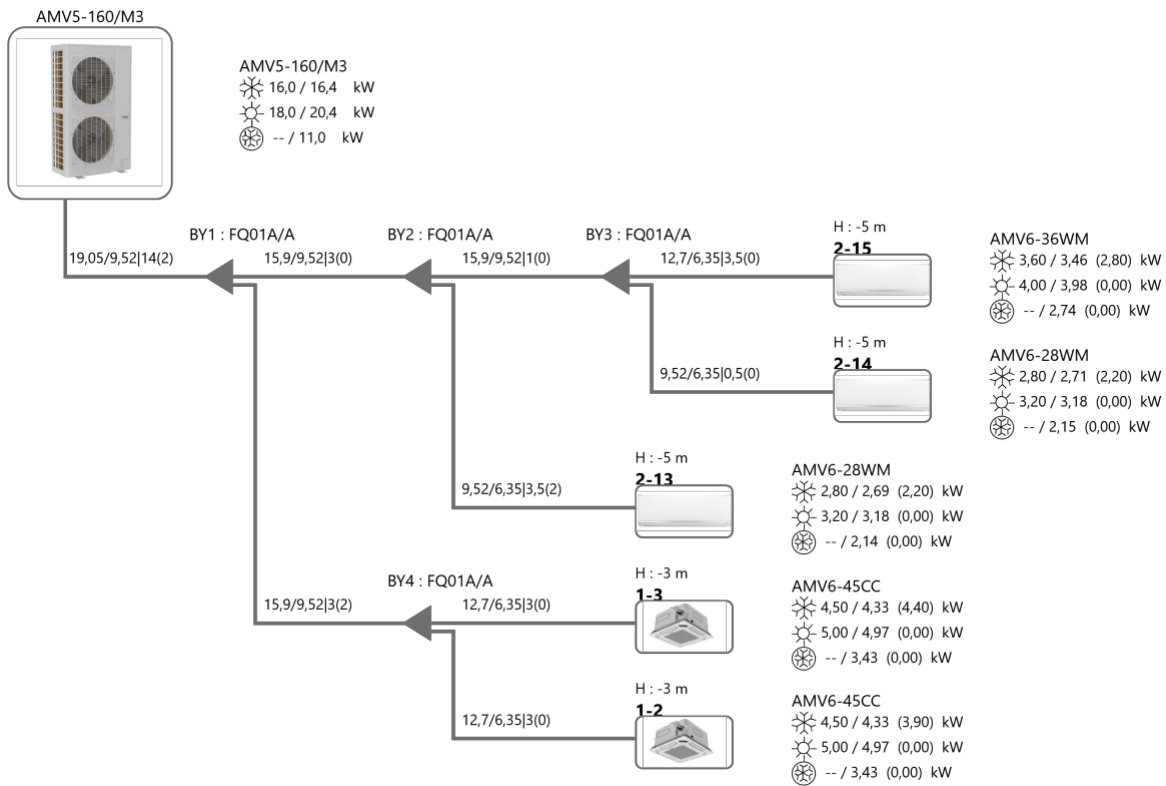 AMV5-160/M3
AMV5-160/M3
16,0 / 16,4 kW
18,0 / 20,4 kW
-- / 11,0 kW
BY1 : FQ01A/A
BY2 : FQ01A/A
BY3 : FQ01A/A
19,05/9,52|14(2)
15,9/9,52|3(0)
15,9/9,52|1(0)
12,7/6,35|3,5(0)
H : -5 m
2-15
AMV6-36WM
3,60 / 3,46 (2,80) kW
4,00 / 3,98 (0,00) kW
-- / 2,74 (0,00) kW
9,52/6,35|0,5(0)
H : -5 m
2-14
AMV6-28WM
2,80 / 2,71 (2,20) kW
3,20 / 3,18 (0,00) kW
-- / 2,15 (0,00) kW
9,52/6,35|3,5(2)
H : -5 m
2-13
AMV6-28WM
2,80 / 2,69 (2,20) kW
3,20 / 3,18 (0,00) kW
-- / 2,14 (0,00) kW
BY4 : FQ01A/A
15,9/9,52|3(2)
12,7/6,35|3(0)
H : -3 m
1-3
AMV6-45CC
4,50 / 4,33 (4,40) kW
5,00 / 4,97 (0,00) kW
-- / 3,43 (0,00) kW
12,7/6,35|3(0)
H : -3 m
1-2
AMV6-45CC
4,50 / 4,33 (3,90) kW
5,00 / 4,97 (0,00) kW
-- / 3,43 (0,00) kW